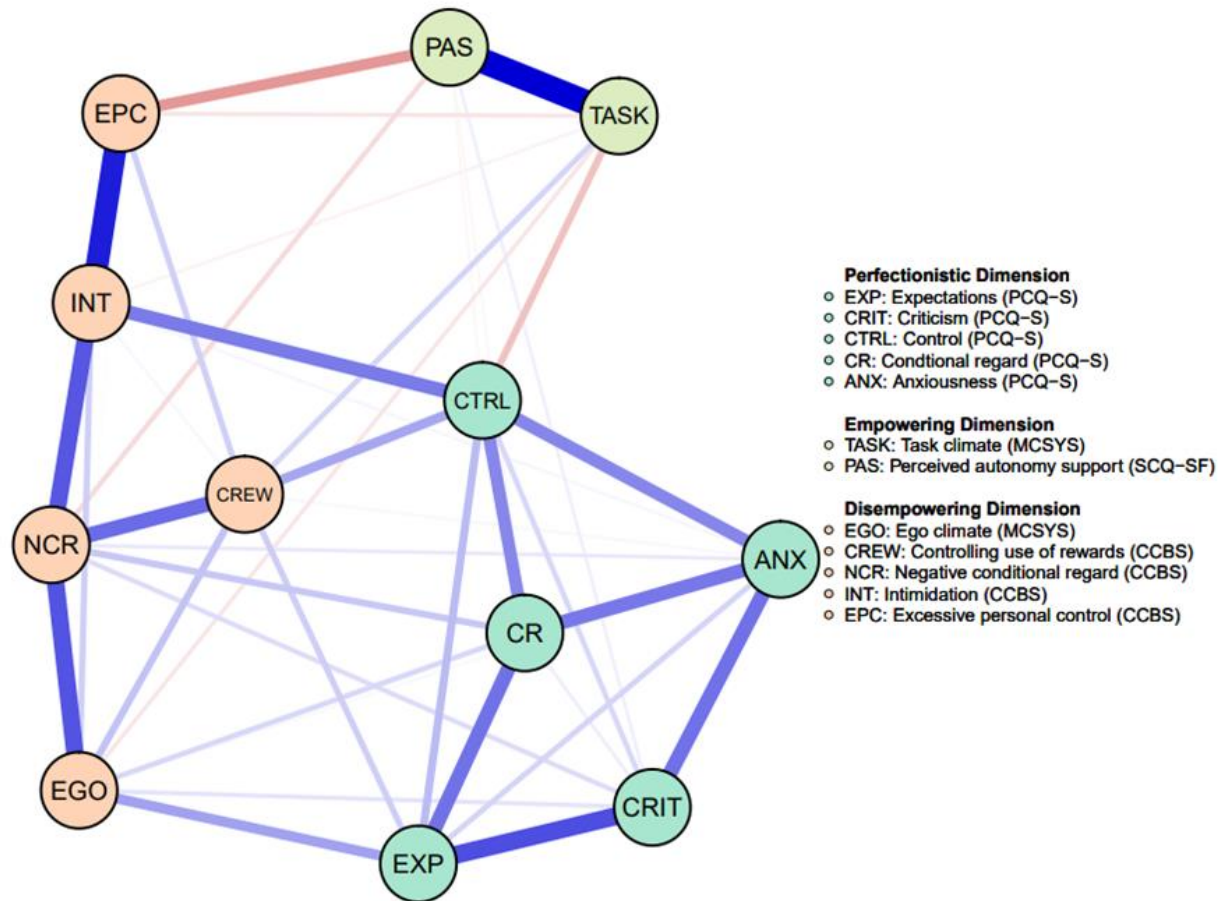 PAS
EPC
TASK
INT
CTRL
CREW
NCR
ANX
CR
EGO
CRIT
EXP
Perfectionistic Dimension
EXP: Expectations (PCQ−S)
CRIT: Criticism (PCQ−S)
CTRL: Control (PCQ−S)
CR: Condtional regard (PCQ−S)
ANX: Anxiousness (PCQ−S)
Empowering Dimension
TASK: Task climate (MCSYS)
PAS: Perceived autonomy support (SCQ−SF)
Disempowering Dimension
EGO: Ego climate (MCSYS)
CREW: Controlling use of rewards (CCBS)
NCR: Negative conditional regard (CCBS)
INT: Intimidation (CCBS)
EPC: Excessive personal control (CCBS)